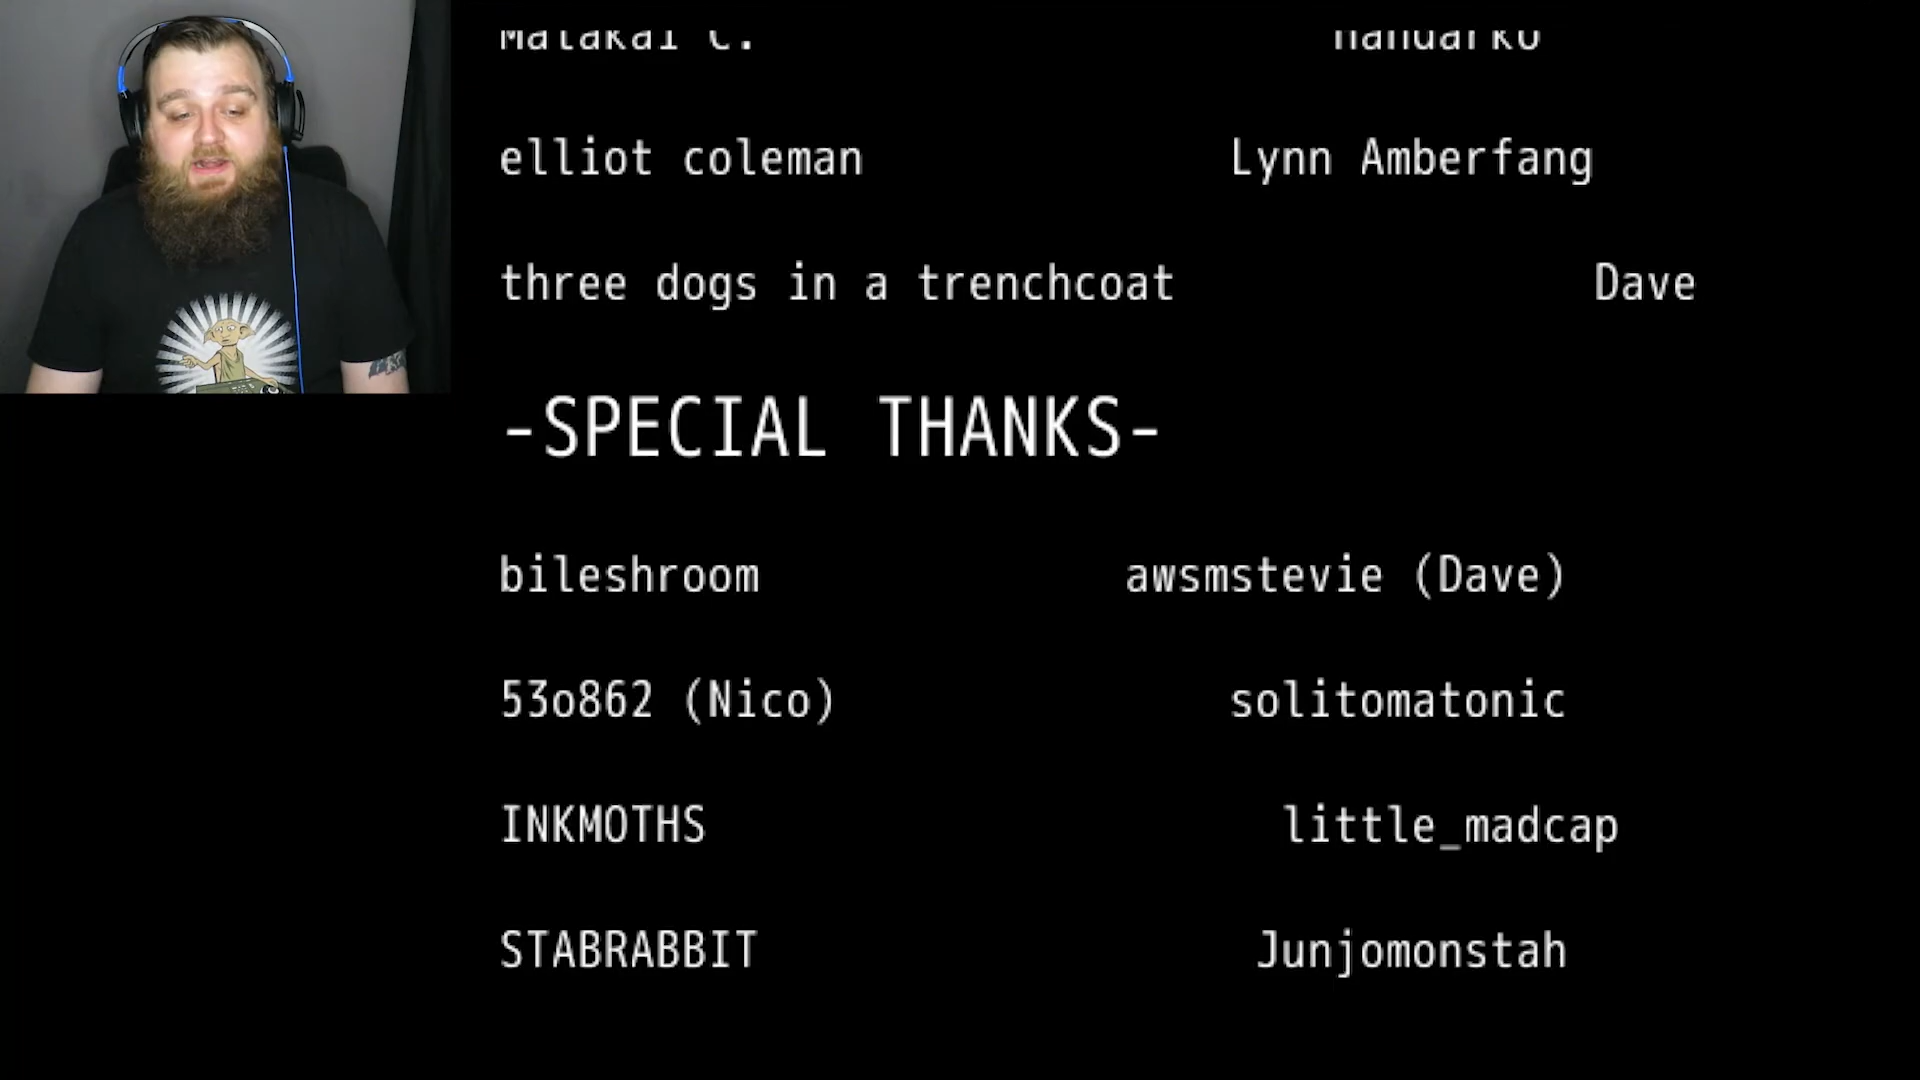 elliot coleman Lynn Amberfang
three dogs in a trenchcoat Dave
-SPECIAL THANKS-
bileshroom awsmstevie (Dave)
53o862 (Nico) solitomatonic
INKMOTHS little_madcap
STABRABBIT Junjomonstah